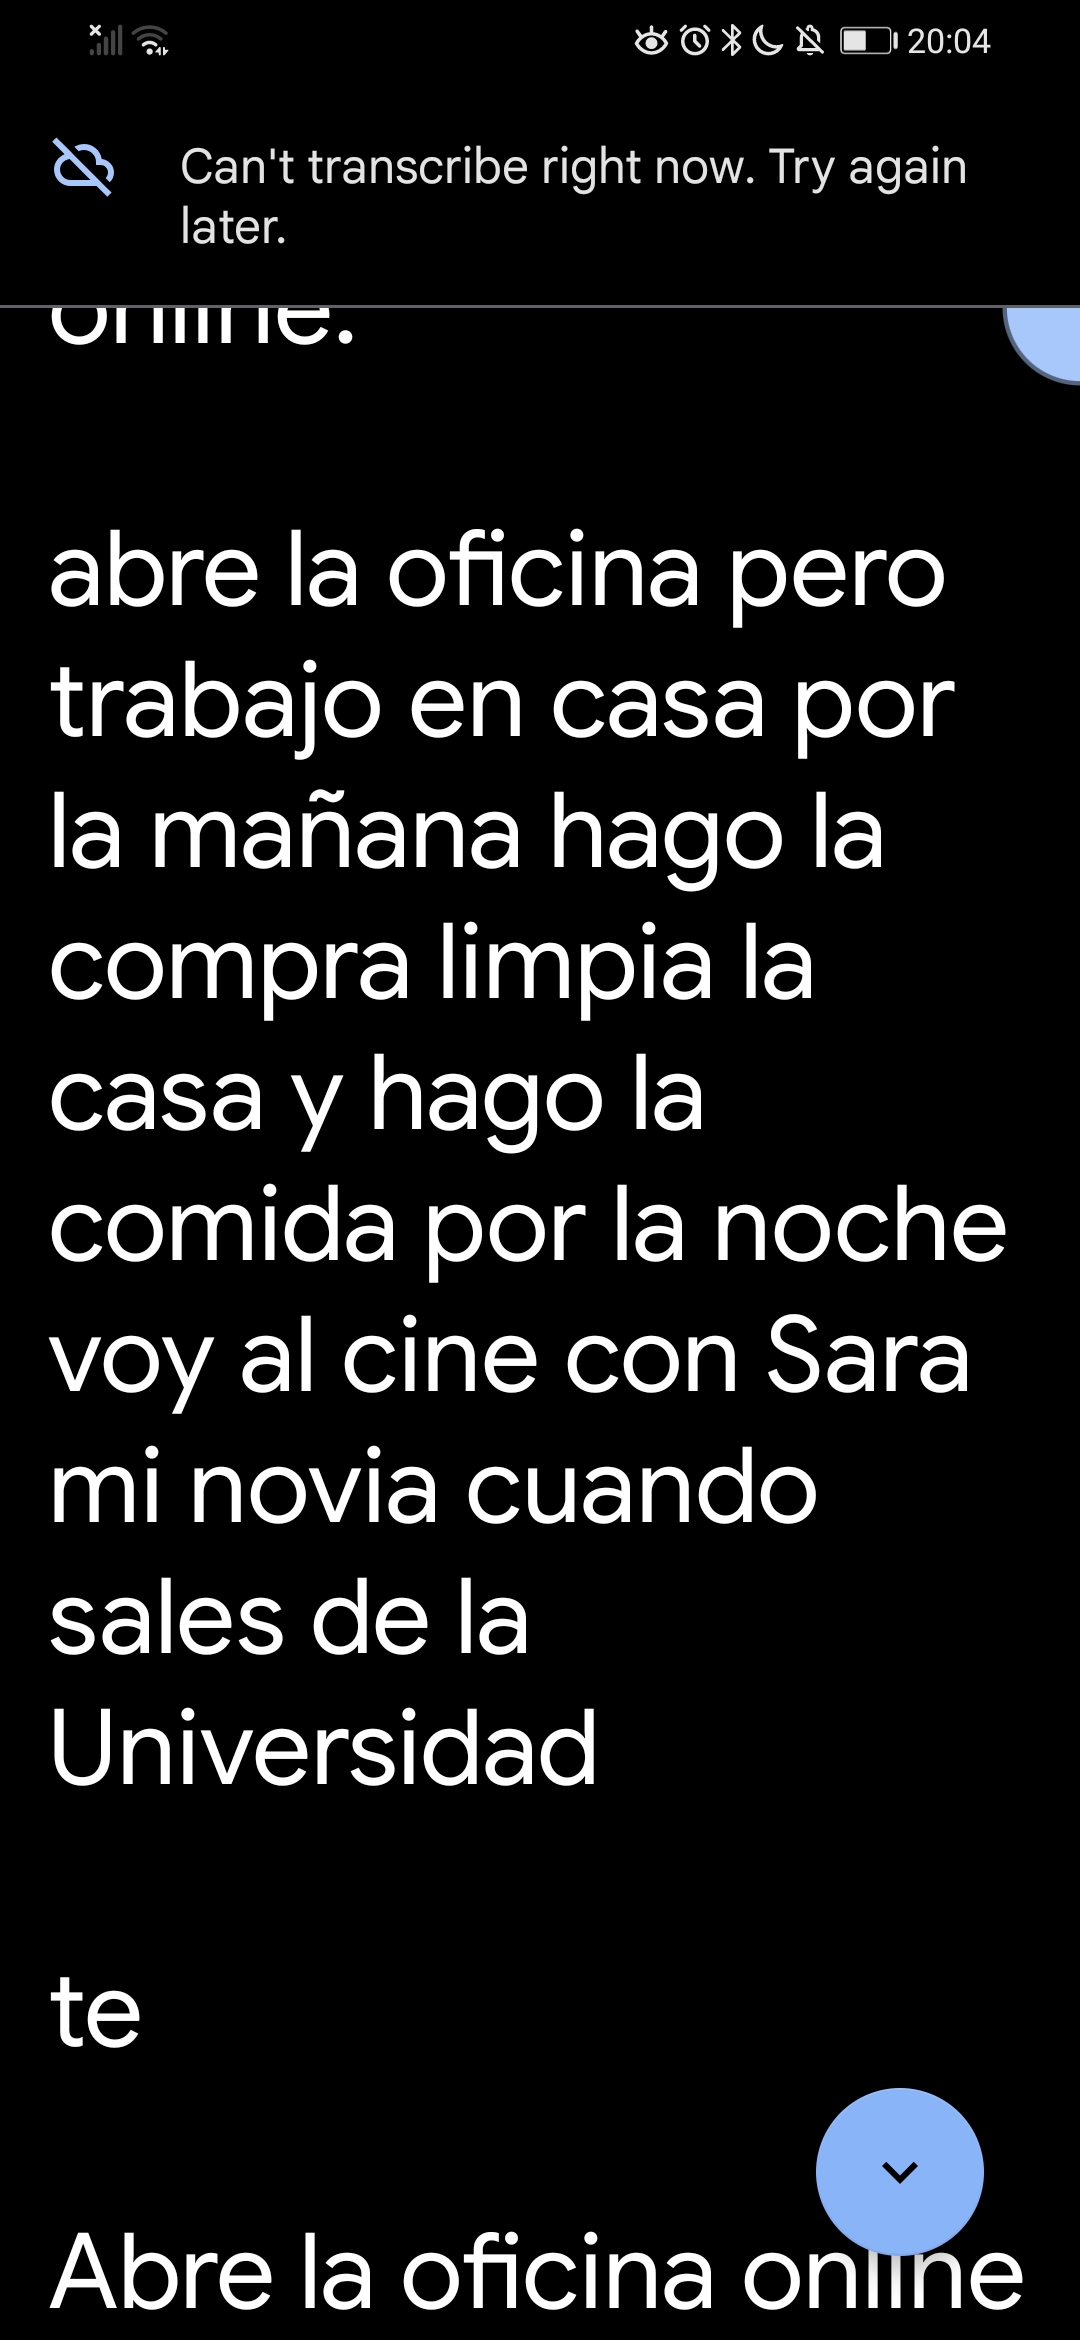 20:04
Can't transcribe right now. Try again
later.
online.
abre la oficina pero
trabajo en casa por
la mañana hago la
compra limpia la
casa y hago la
comida por la noche
voy al cine con Sara
mi novia cuando
sales de la
Universidad
te
Abre la oficina online